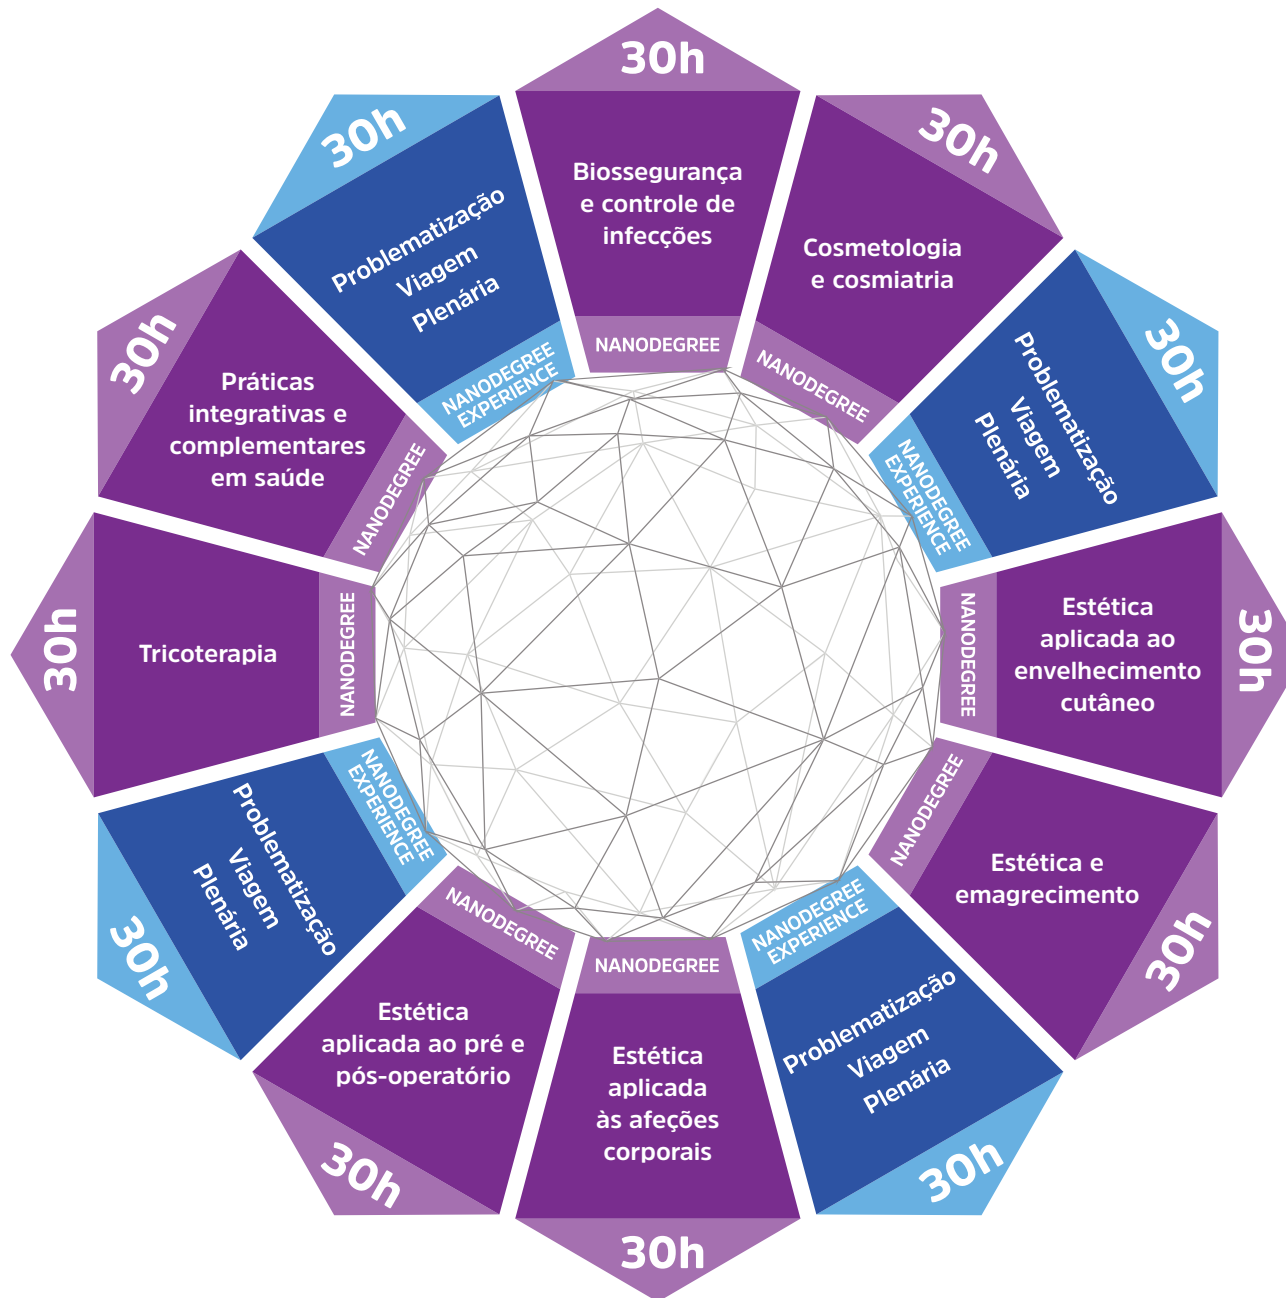 30h
Biossegurança
e controle de
infecções
NANODEGREE
30h
Cosmetologia
e cosmiatria
NANODEGREE
30h
Problematização
Viagem
Plenária
NANODEGREE
EXPERIENCE
30h
Estética
aplicada ao
envelhecimento
cutâneo
NANODEGREE
30h
Estética e
emagrecimento
NANODEGREE
30h
Problematização
Viagem
Plenária
NANODEGREE
EXPERIENCE
30h
Estética
aplicada
às afeções
corporais
NANODEGREE
30h
Estética
aplicada ao pré e
pós-operatório
NANODEGREE
30h
Problematização
Viagem
Plenária
NANODEGREE
EXPERIENCE
30h
Tricoterapia
NANODEGREE
30h
Práticas
integrativas e
complementares
em saúde
NANODEGREE
30h
Problematização
Viagem
Plenária
NANODEGREE
EXPERIENCE